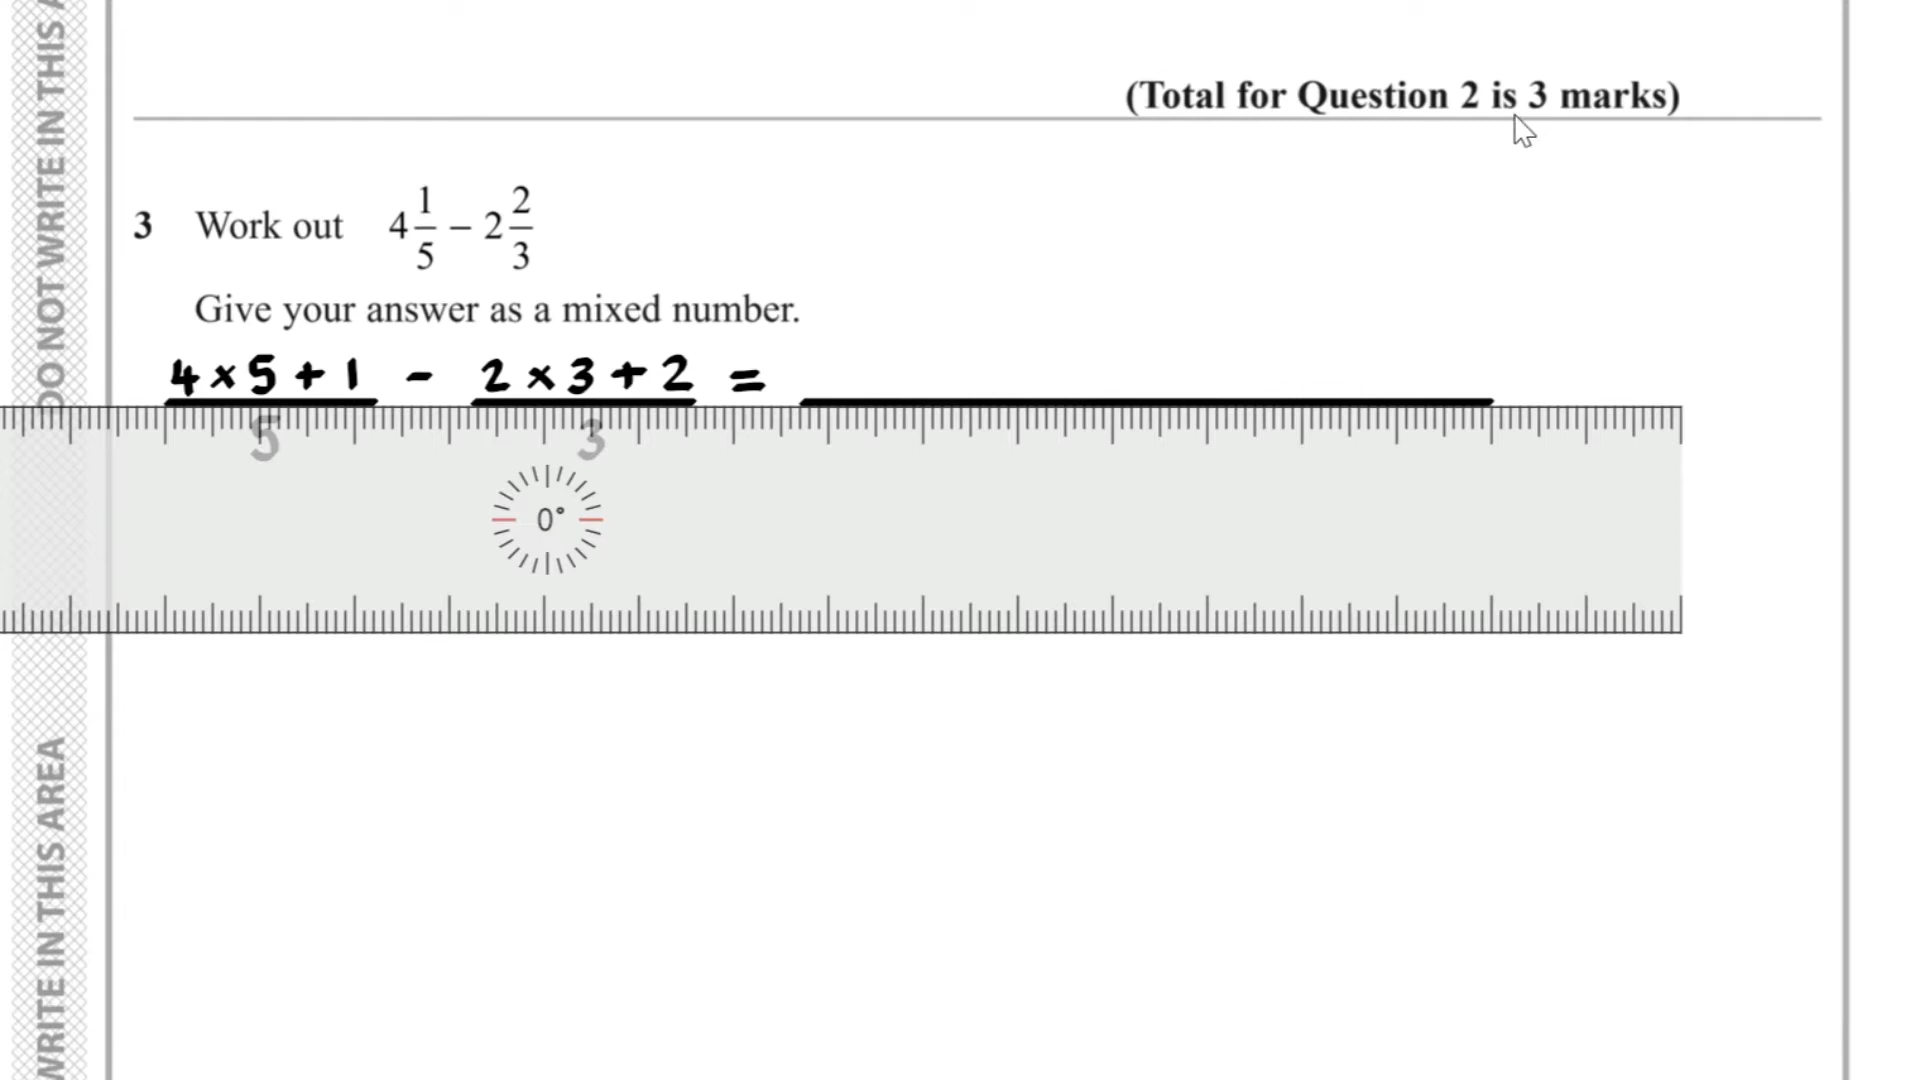 DO NOT WRITE IN THIS A
WRITE IN THIS AREA
(Total for Question 2 is 3 marks)
3 Work out 4 1/5 − 2 2/3
Give your answer as a mixed number.
4 × 5 + 1 - 2 × 3 + 2 =
5 3
0°